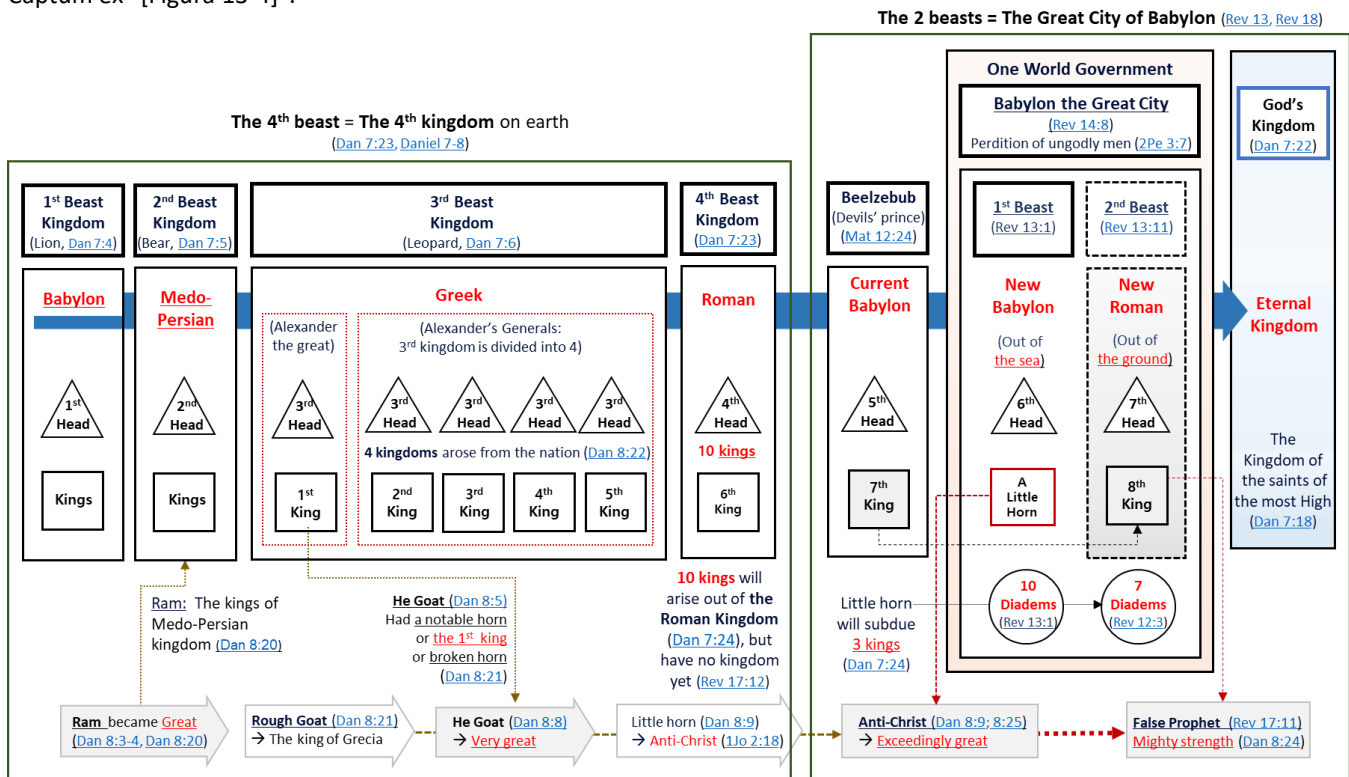 Captum ex "[Figura 13-4]".
The 2 beasts = The Great City of Babylon (Rev 13, Rev 18)
The 4th beast = The 4th kingdom on earth
(Dan 7:23, Daniel 7-8)
One World Government
Babylon the Great City
(Rev 14:8)
Perdition of ungodly men (2Pe 3:7)
God's
Kingdom
(Dan 7:22)
1st Beast
Kingdom
(Lion, Dan 7:4)
2nd Beast
Kingdom
(Bear, Dan 7:5)
3rd Beast
Kingdom
(Leopard, Dan 7:6)
4th Beast
Kingdom
(Dan 7:23)
Beelzebub
(Devils' prince)
(Mat 12:24)
1st Beast
(Rev 13:1)
2nd Beast
(Rev 13:11)
Babylon
Medo-
Persian
Greek
(Alexander
the great)
(Alexander's Generals:
3rd kingdom is divided into 4)
Roman
Current
Babylon
New
Babylon
(Out of
the sea)
New
Roman
(Out of
the ground)
Eternal
Kingdom
1st
Head
2nd
Head
3rd
Head
3rd
Head
3rd
Head
3rd
Head
3rd
Head
4th
Head
5th
Head
6th
Head
7th
Head
4 kingdoms arose from the nation (Dan 8:22)
10 kings
Kings
Kings
1st
King
2nd
King
3rd
King
4th
King
5th
King
6th
King
7th
King
A
Little
Horn
8th
King
The
Kingdom of
the saints of
the most High
(Dan 7:18)
Ram: The kings of
Medo-Persian
kingdom (Dan 8:20)
He Goat (Dan 8:5)
Had a notable horn
or the 1st king
or broken horn
(Dan 8:21)
10 kings will
arise out of the
Roman Kingdom
(Dan 7:24), but
have no kingdom
yet (Rev 17:12)
Little horn
will subdue
3 kings
(Dan 7:24)
10
Diadems
(Rev 13:1)
7
Diadems
(Rev 12:3)
Ram became Great
(Dan 8:3-4, Dan 8:20)
Rough Goat (Dan 8:21)
→ The king of Grecia
He Goat (Dan 8:8)
→ Very great
Little horn (Dan 8:9)
→ Anti-Christ (1Jo 2:18)
Anti-Christ (Dan 8:9; 8:25)
→ Exceedingly great
False Prophet (Rev 17:11)
Mighty strength (Dan 8:24)